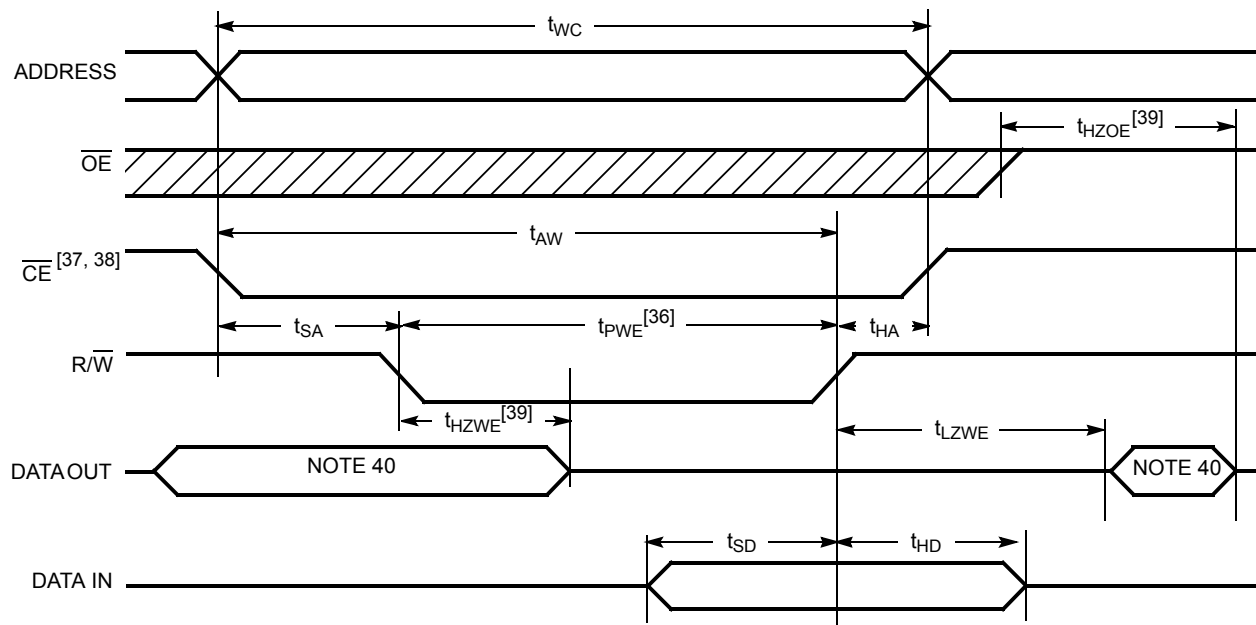 tWC
ADDRESS
tHZOE[39]
OE
tAW
CE [37, 38]
tSA
tPWE[36]
tHA
R/W
tHZWE[39]
tLZWE
DATA OUT
NOTE 40
NOTE 40
tSD
tHD
DATA IN